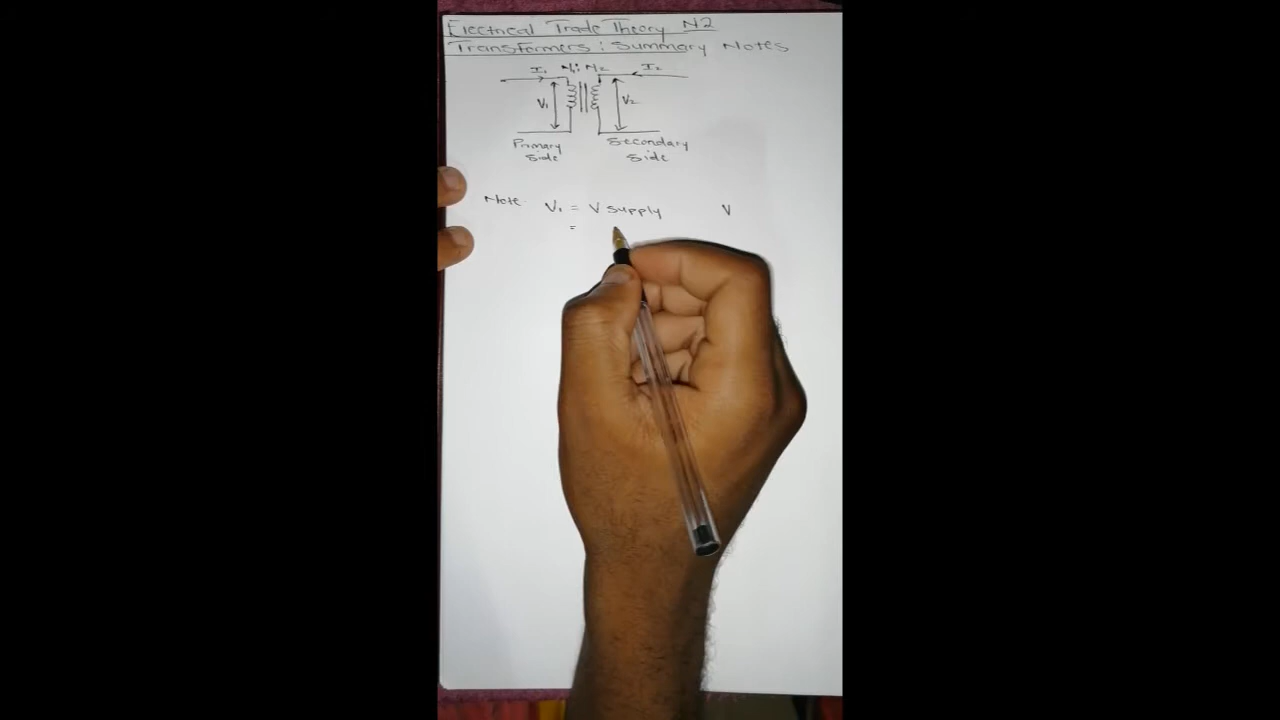 Electrical Trade Theory N2
Transformers : Summary Notes
I₁ N₁ : N₂ I₂
V₁ V₂
Primary Side
Secondary Side
Note V₁ = V supply V
=